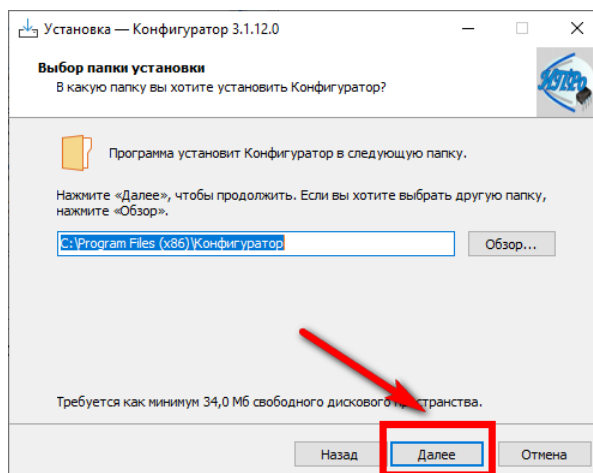 Установка — Конфигуратор 3.1.12.0
Выбор папки установки
В какую папку вы хотите установить Конфигуратор?
Программа установит Конфигуратор в следующую папку.
Нажмите «Далее», чтобы продолжить. Если вы хотите выбрать другую папку,
нажмите «Обзор».
C:\Program Files (x86)\Конфигуратор
Обзор...
Требуется как минимум 34,0 Мб свободного дискового пространства.
Назад
Далее
Отмена